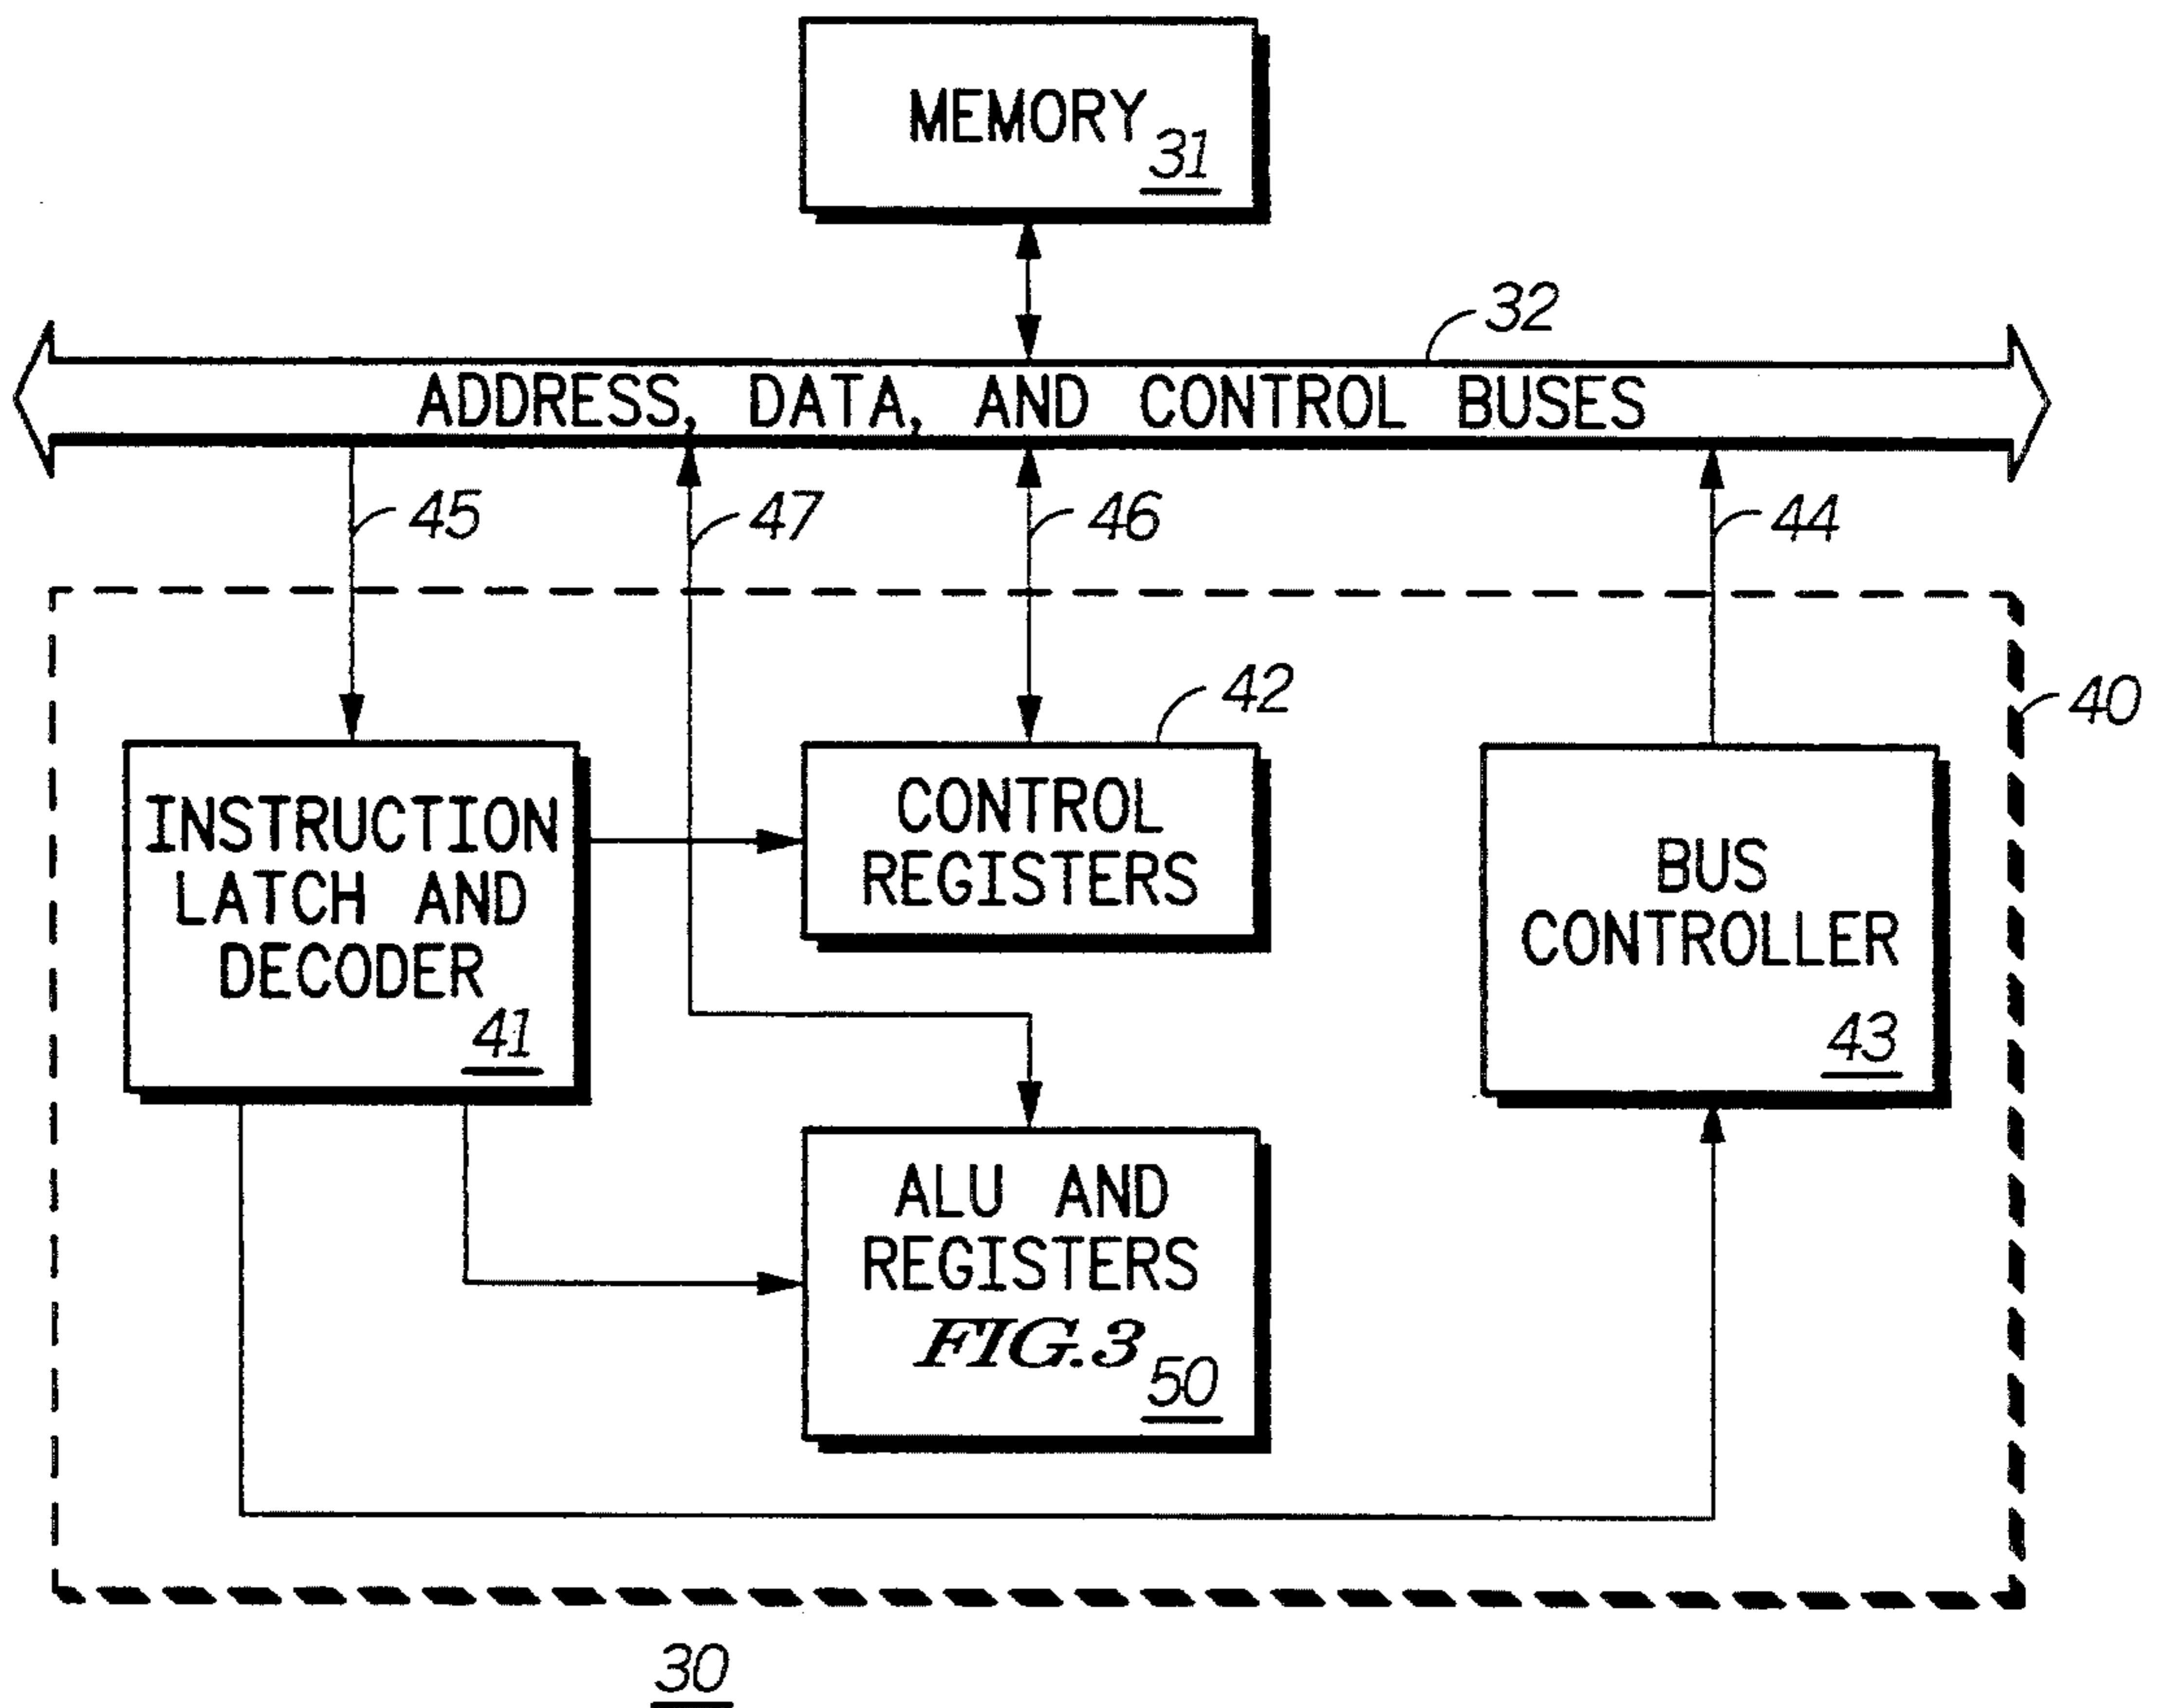 MEMORY
31
32
ADDRESS, DATA, AND CONTROL BUSES
45
47
46
44
42
40
INSTRUCTION
LATCH AND
DECODER
41
CONTROL
REGISTERS
BUS
CONTROLLER
43
ALU AND
REGISTERS
FIG.3
50
30